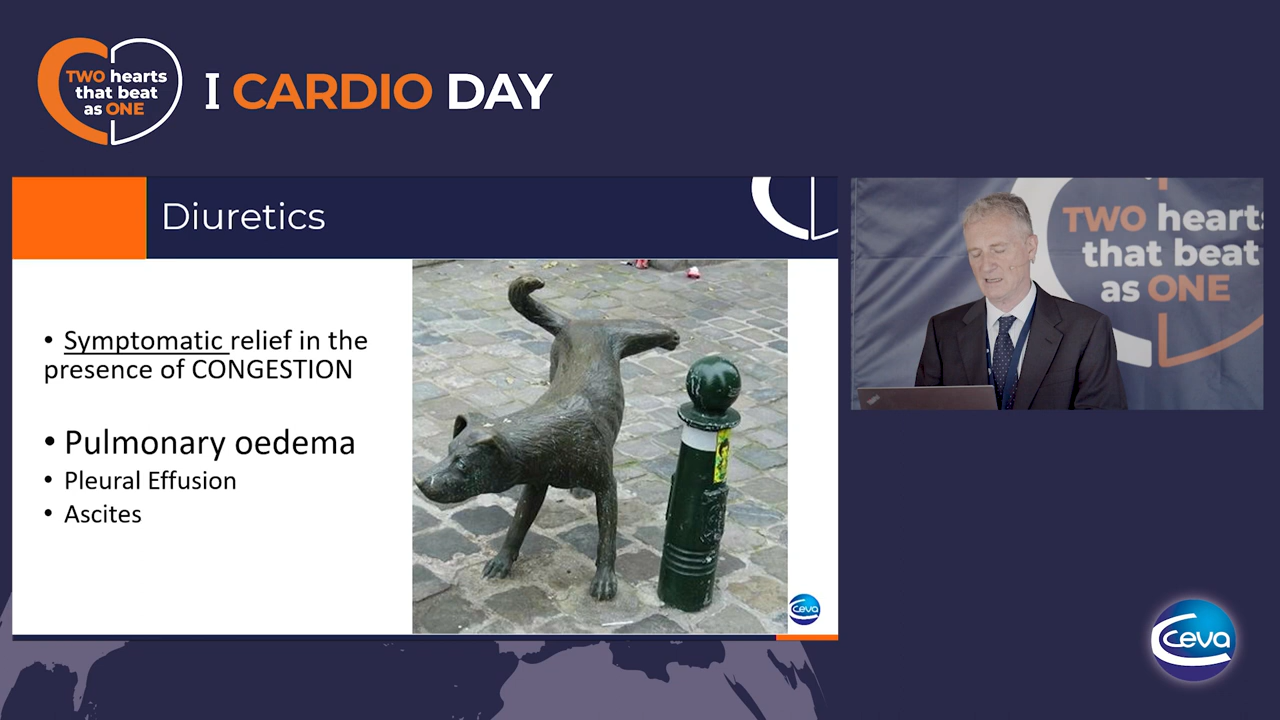 TWO hearts
that beat
as ONE
I CARDIO DAY
Diuretics
• Symptomatic relief in the
presence of CONGESTION
• Pulmonary oedema
• Pleural Effusion
• Ascites
ceva
TWO hearts
that beat
as ONE
ceva